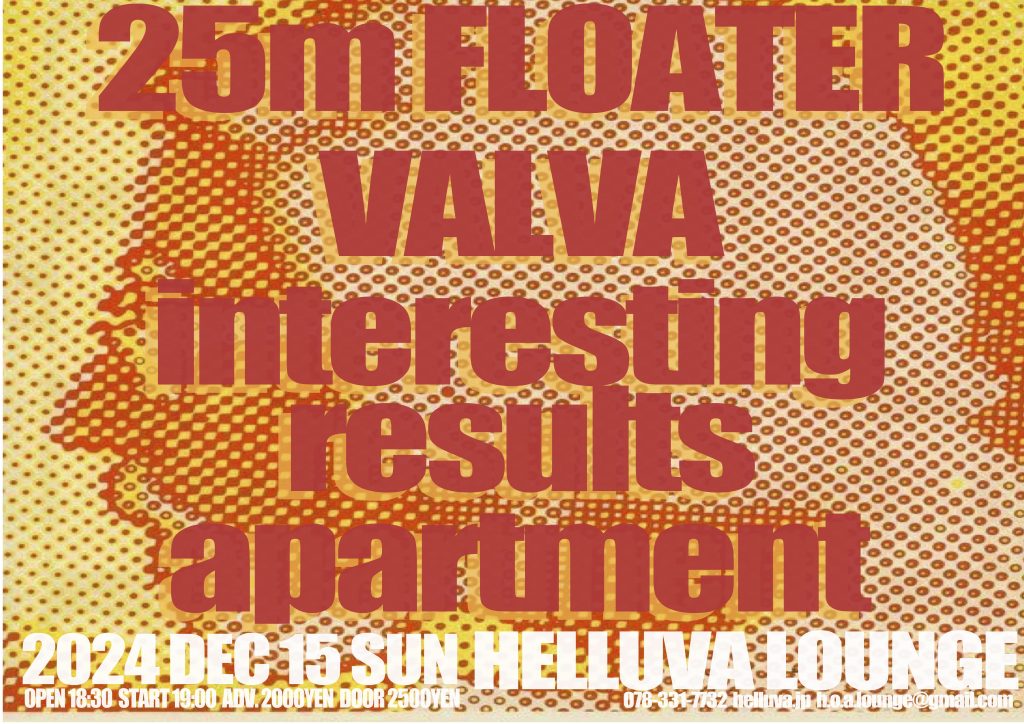 25m FLOATER
VALVA
interesting
results
apartment
2024 DEC 15 SUN HELLUVA LOUNGE
OPEN 18:30 START 19:00 ADV. 2000YEN DOOR 2500YEN 078-331-7732 helluva.jp h.o.a.lounge@gmail.com